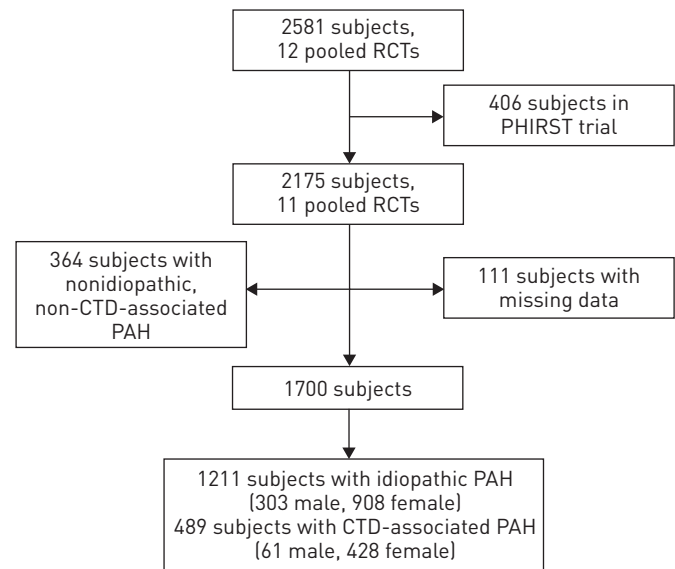 2581 subjects,
12 pooled RCTs
406 subjects in
PHIRST trial
2175 subjects,
11 pooled RCTs
364 subjects with
nonidiopathic,
non-CTD-associated
PAH
111 subjects with
missing data
1700 subjects
1211 subjects with idiopathic PAH
(303 male, 908 female)
489 subjects with CTD-associated PAH
(61 male, 428 female)